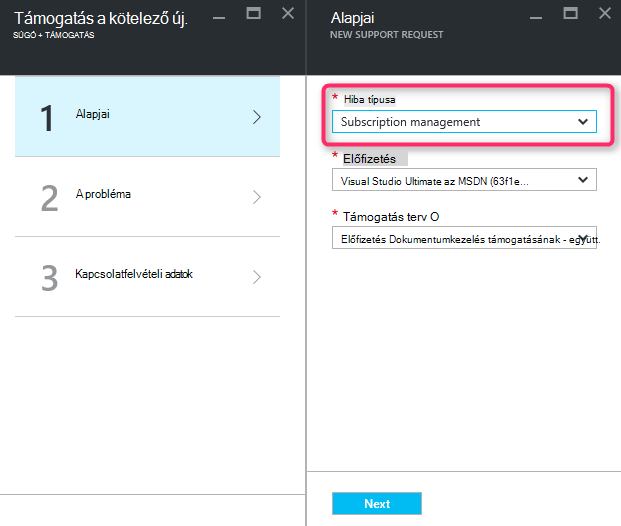 Támogatás a kötelező új.
SÚGÓ + TÁMOGATÁS
1
Alapjai
2
A probléma
3
Kapcsolatfelvételi adatok
Alapjai
NEW SUPPORT REQUEST
* Hiba típusa
Subscription management
* Előfizetés
Visual Studio Ultimate az MSDN (63f1e...
* Támogatás terv O
Előfizetés Dokumentumkezelés támogatásának - együtt.
Next